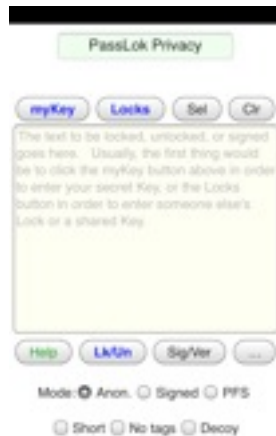 PassLok Privacy
myKey Locks Sel Clr
The text to be locked, unlocked, or signed
goes here. Usually, the first thing would
be to click the myKey button above in order
to enter your secret Key, or the Locks
button in order to enter someone else's
Lock or a shared Key.
Help Lk/Un Sig/Ver ...
Mode: Anon. Signed PFS
Short No tags Decoy